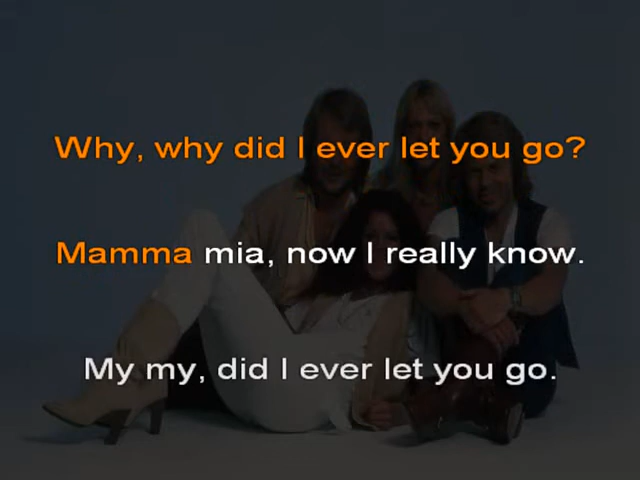 Why, why did I ever let you go?
Mamma mia, now I really know.
My my, did I ever let you go.